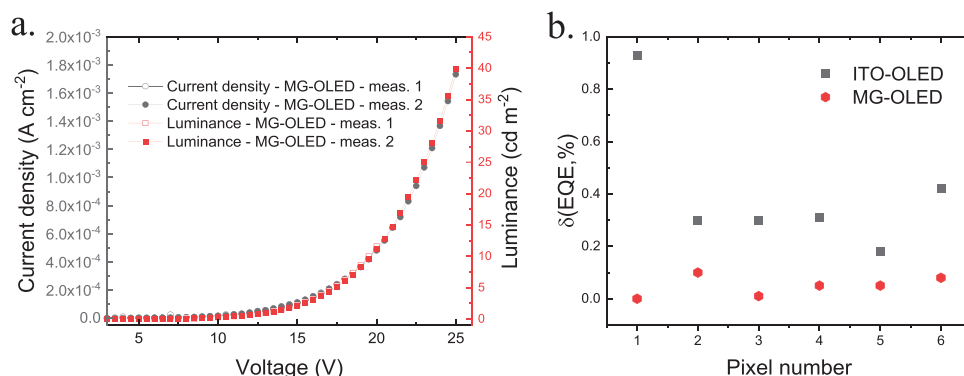 a.
Current density (A cm⁻²)
2.0x10⁻³
1.8x10⁻³
1.6x10⁻³
1.4x10⁻³
1.2x10⁻³
1.0x10⁻³
8.0x10⁻⁴
6.0x10⁻⁴
4.0x10⁻⁴
2.0x10⁻⁴
0.0
Current density - MG-OLED - meas. 1
Current density - MG-OLED - meas. 2
Luminance - MG-OLED - meas. 1
Luminance - MG-OLED - meas. 2
45
40
35
30
25
20
15
10
5
0
Luminance (cd m⁻²)
5 10 15 20 25
Voltage (V)
b.
δ(EQE,%)
1.0
0.8
0.6
0.4
0.2
0.0
ITO-OLED
MG-OLED
1 2 3 4 5 6
Pixel number